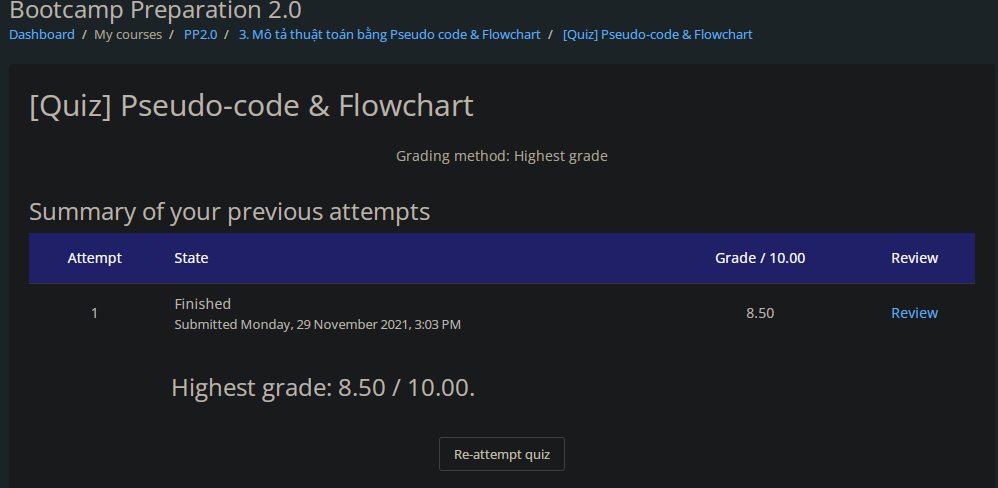 Bootcamp Preparation 2.0
Dashboard / My courses / PP2.0 / 3. Mô tả thuật toán bằng Pseudo code & Flowchart / [Quiz] Pseudo-code & Flowchart
[Quiz] Pseudo-code & Flowchart
Grading method: Highest grade
Summary of your previous attempts
Attempt State Grade / 10.00 Review
1 Finished 8.50 Review
Submitted Monday, 29 November 2021, 3:03 PM
Highest grade: 8.50 / 10.00.
Re-attempt quiz